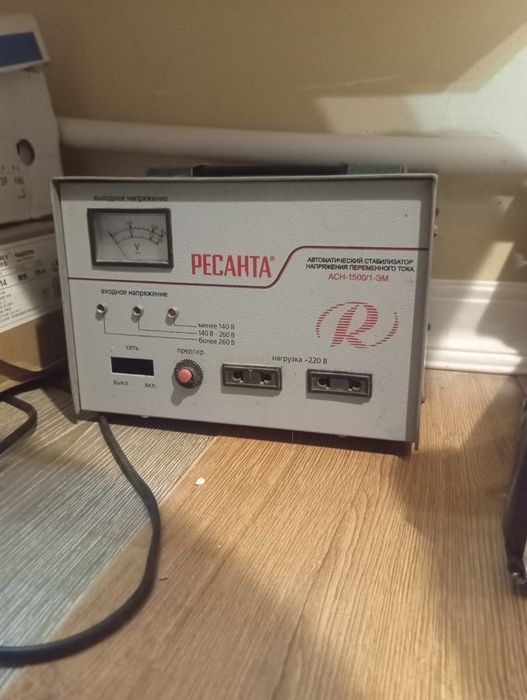 выходное напряжение
V
РЕСАНТА®
АВТОМАТИЧЕСКИЙ СТАБИЛИЗАТОР
НАПРЯЖЕНИЯ ПЕРЕМЕННОГО ТОКА
АСН-1500/1-ЭМ
входное напряжение
менее 140 В
140 В - 260 В
более 260 В
R
сеть
предохр.
нагрузка ~220 В
выкл.
вкл.